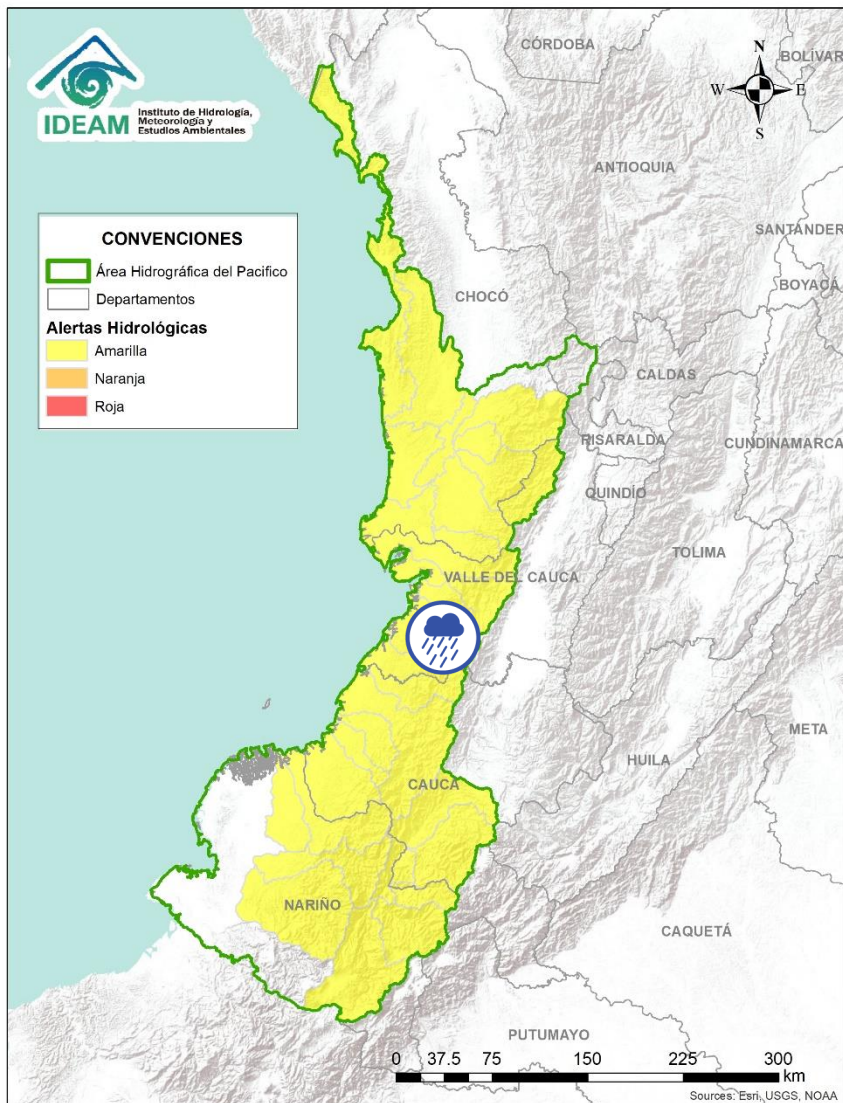 IDEAM
Instituto de Hidrología,
Meteorología y
Estudios Ambientales
CÓRDOBA
BOLÍVAR
N
W
E
S
ANTIOQUIA
SANTANDER
BOYACÁ
CONVENCIONES
Área Hidrográfica del Pacifico
Departamentos
Alertas Hidrológicas
Amarilla
Naranja
Roja
CHOCÓ
CALDAS
RISARALDA
CUNDINAMARCA
QUINDÍO
TOLIMA
VALLE DEL CAUCA
META
HUILA
CAUCA
NARIÑO
CAQUETÁ
PUTUMAYO
0 37.5 75 150 225 300
km
Sources: Esri, USGS, NOAA